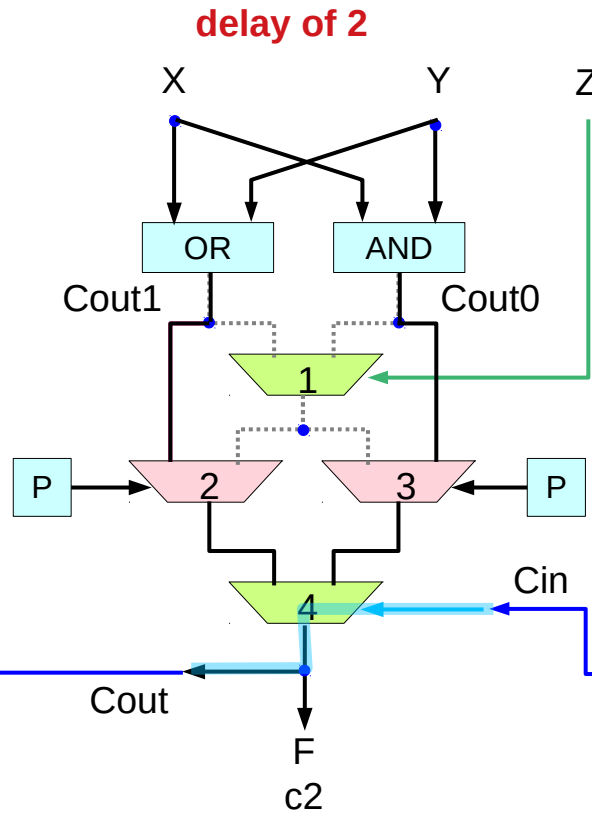 delay of 2
X Y Z
OR AND
Cout1 Cout0
1
P 2 3 P
Cin
4
Cout
F
c2